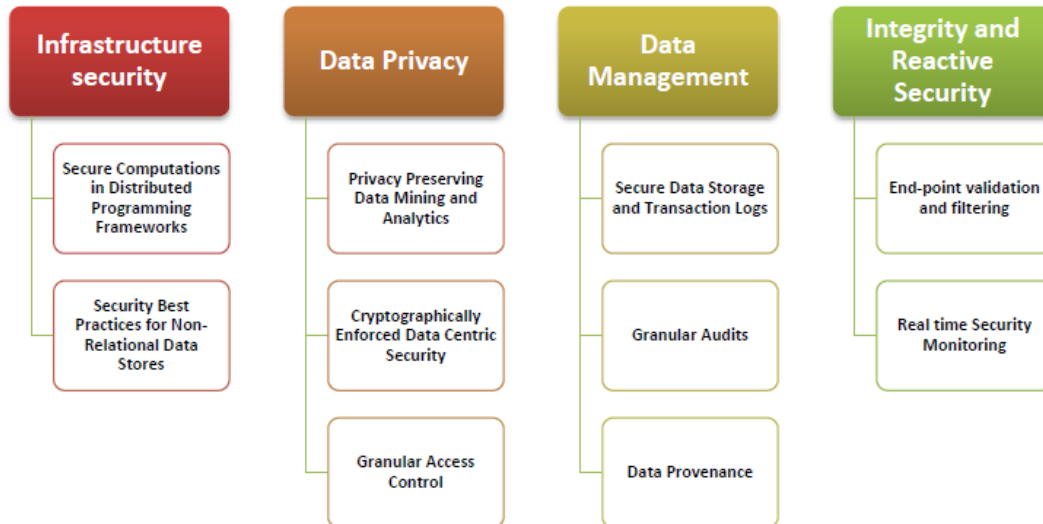 Infrastructure
security
Secure Computations
in Distributed
Programming
Frameworks
Security Best
Practices for Non-
Relational Data
Stores
Data Privacy
Privacy Preserving
Data Mining and
Analytics
Cryptographically
Enforced Data Centric
Security
Granular Access
Control
Data
Management
Secure Data Storage
and Transaction Logs
Granular Audits
Data Provenance
Integrity and
Reactive
Security
End-point validation
and filtering
Real time Security
Monitoring